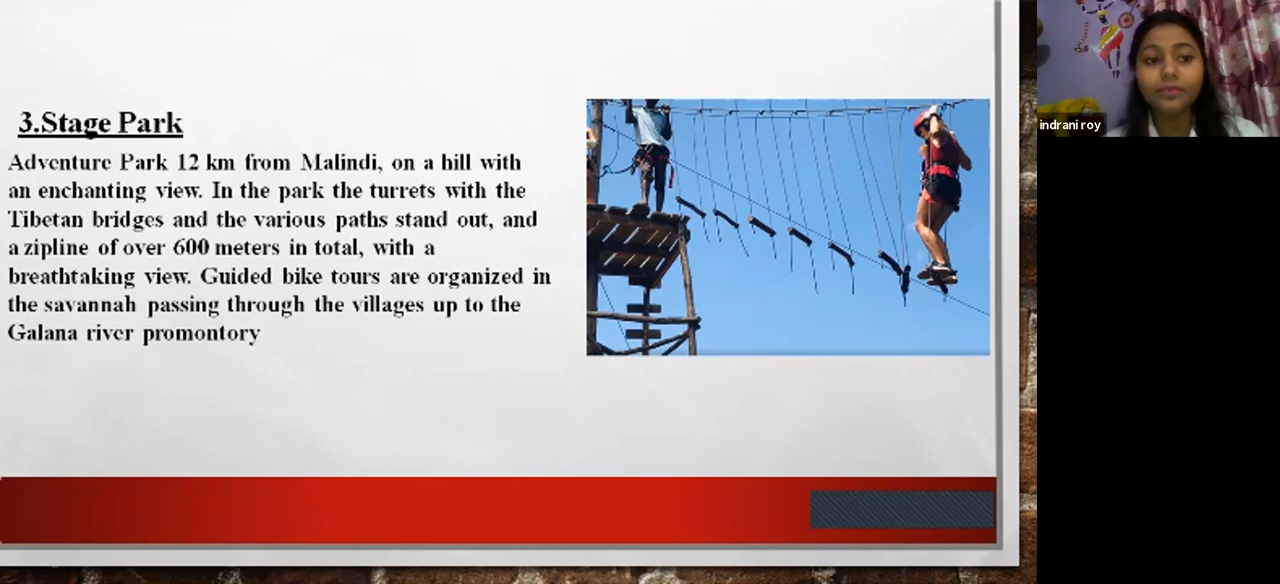 3.Stage Park
Adventure Park 12 km from Malindi, on a hill with
an enchanting view. In the park the turrets with the
Tibetan bridges and the various paths stand out, and
a zipline of over 600 meters in total, with a
breathtaking view. Guided bike tours are organized in
the savannah passing through the villages up to the
Galana river promontory
indrani roy